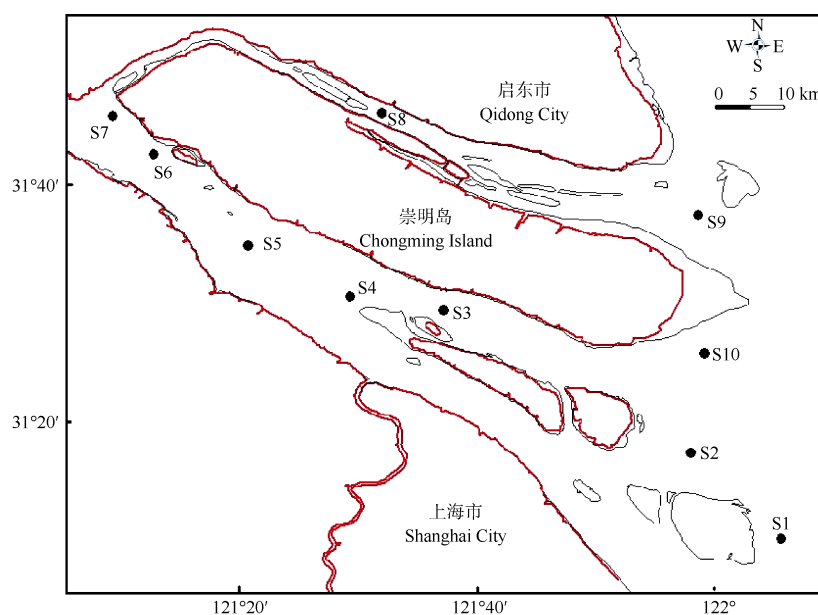 N
W E
S
0 5 10 km
启东市
Qidong City
S8
S7
S6
31°40′
S9
崇明岛
Chongming Island
S5
S4
S3
S10
31°20′
S2
上海市
Shanghai City
S1
121°20′ 121°40′ 122°